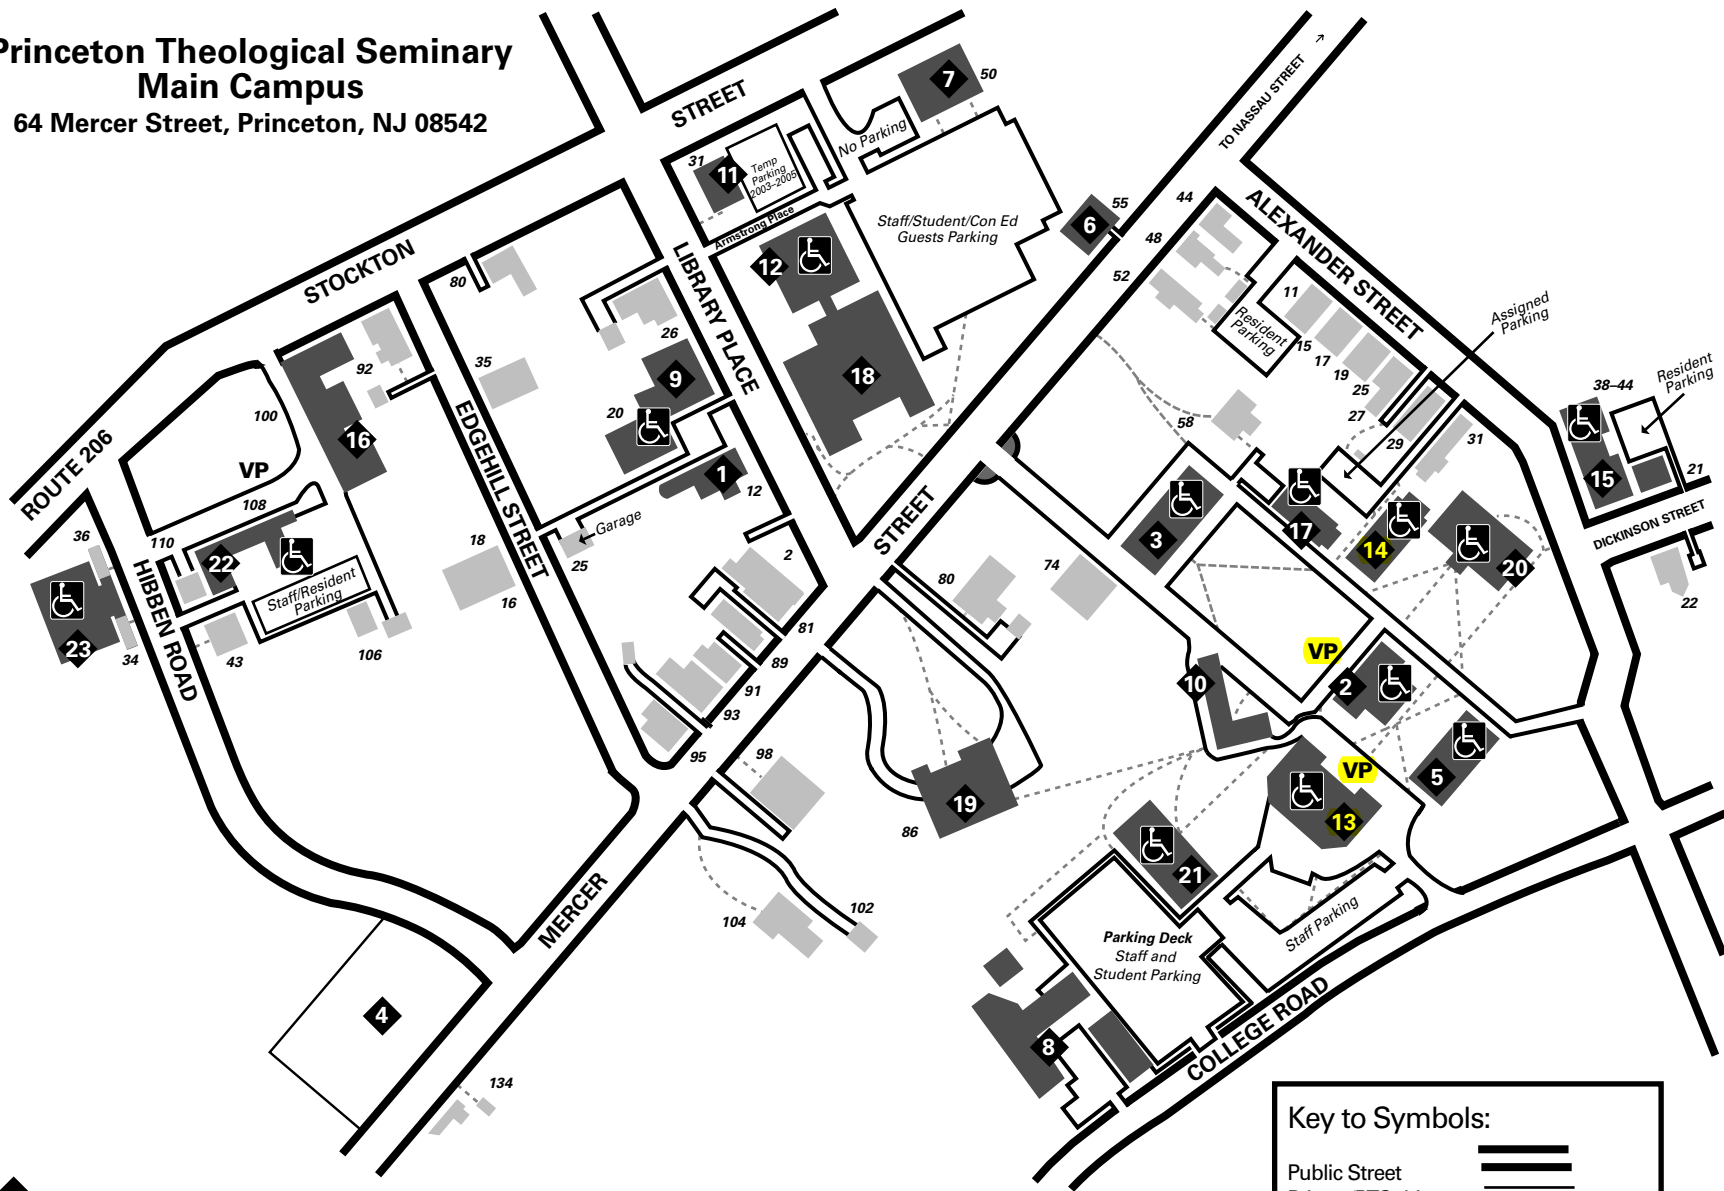 Princeton Theological Seminary
Main Campus
64 Mercer Street, Princeton, NJ 08542
STREET
7
50
TO NASSAU STREET
→
No Parking
31
11
Temp
Parking
2003–2005
Armstrong Place
Staff/Student/Con Ed
Guests Parking
55
6
44
48
52
ALEXANDER STREET
STOCKTON
80
LIBRARY PLACE
12
26
35
9
20
18
11
15
17
19
25
27
29
31
Resident
Parking
Assigned
Parking
38–44
Resident
Parking
15
21
DICKINSON STREET
22
ROUTE 206
92
100
16
VP
108
110
36
22
Staff/Resident
Parking
HIBBEN ROAD
23
34
43
106
EDGEHILL STREET
18
16
1
12
Garage
25
2
STREET
58
3
17
14
20
80
74
81
89
91
93
95
98
VP
10
2
VP
5
13
19
86
21
104
102
MERCER
Parking Deck
Staff and
Student Parking
Staff Parking
COLLEGE ROAD
4
8
134
Key to Symbols:
Public Street